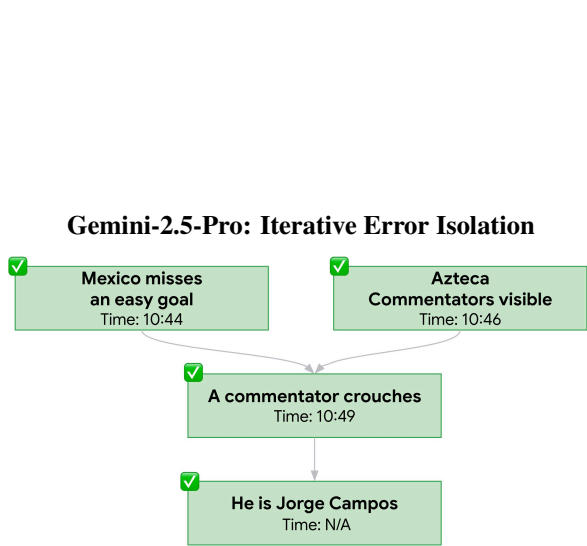 Gemini-2.5-Pro: Iterative Error Isolation
Mexico misses
an easy goal
Time: 10:44
Azteca
Commentators visible
Time: 10:46
A commentator crouches
Time: 10:49
He is Jorge Campos
Time: N/A